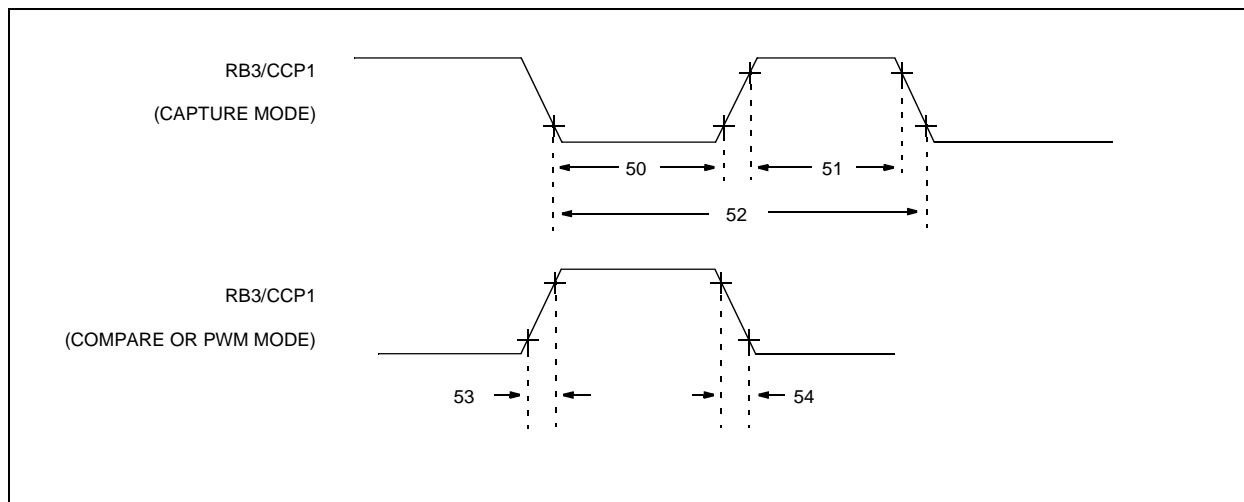 RB3/CCP1
(CAPTURE MODE)
50
51
52
RB3/CCP1
(COMPARE OR PWM MODE)
53
54